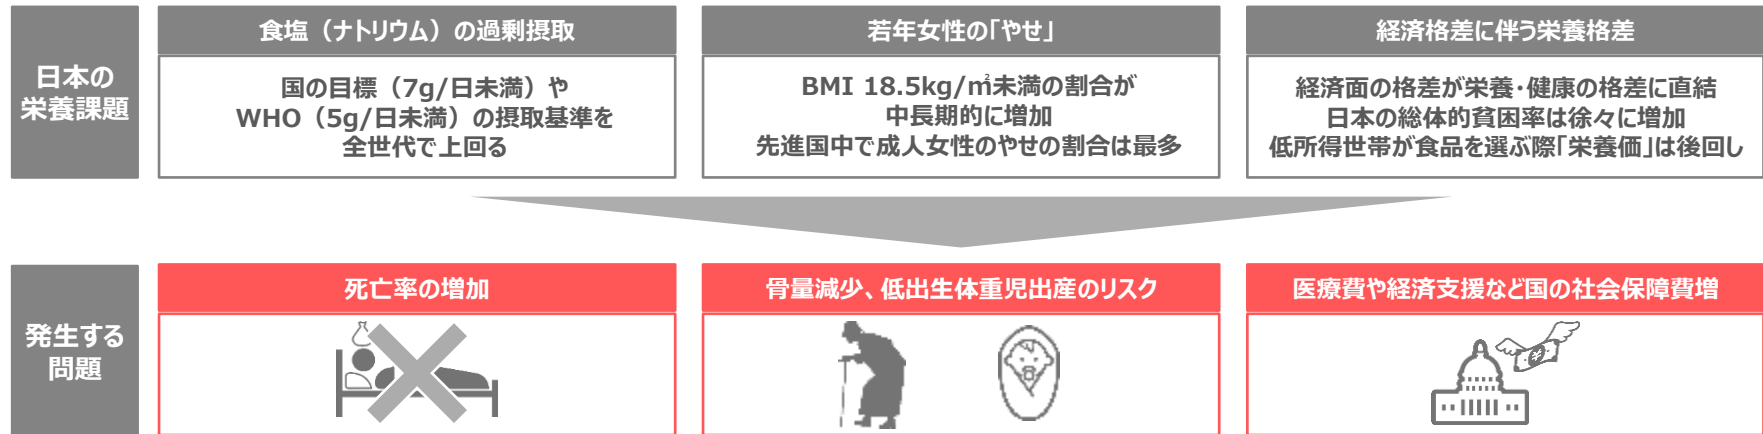 日本の
栄養課題
食塩（ナトリウム）の過剰摂取
国の目標（7g/日未満）や
WHO（5g/日未満）の摂取基準を
全世代で上回る
若年女性の「やせ」
BMI 18.5kg/㎡未満の割合が
中長期的に増加
先進国中で成人女性のやせの割合は最多
経済格差に伴う栄養格差
経済面の格差が栄養・健康の格差に直結
日本の総体的貧困率は徐々に増加
低所得世帯が食品を選ぶ際「栄養価」は後回し
発生する
問題
死亡率の増加
骨量減少、低出生体重児出産のリスク
医療費や経済支援など国の社会保障費増
¥